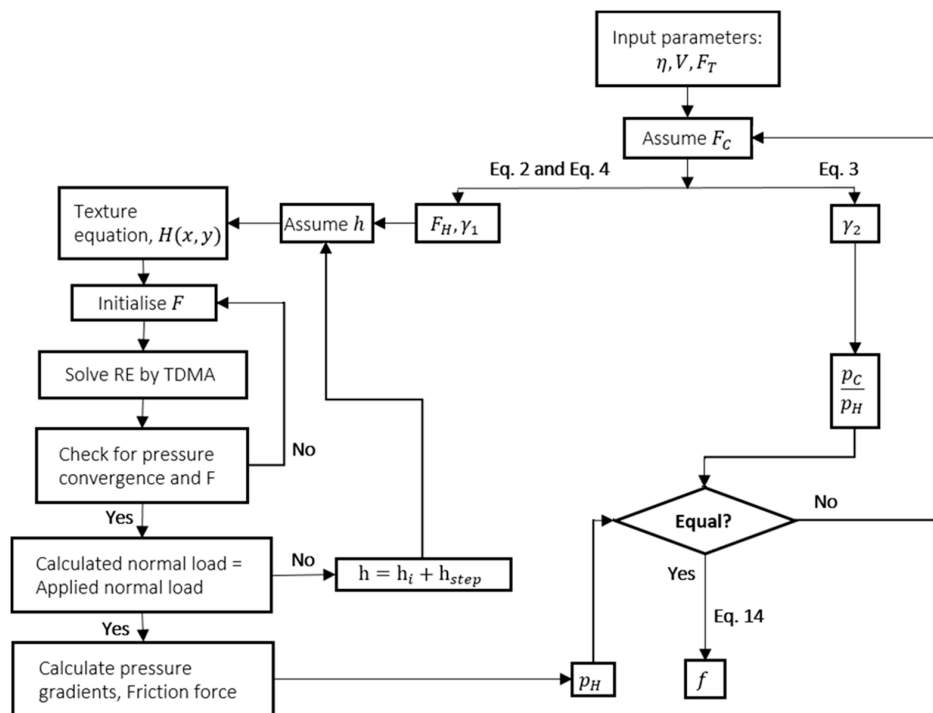 Input parameters:
η, V, F_T
Assume F_C
Eq. 2 and Eq. 4
Eq. 3
Texture
equation, H(x, y)
Assume h
F_H, γ_1
γ_2
Initialise F
Solve RE by TDMA
p_C
p_H
Check for pressure
convergence and F
No
Yes
Equal?
No
Calculated normal load =
Applied normal load
No
h = h_i + h_step
Yes
Yes
Eq. 14
Calculate pressure
gradients, Friction force
p_H
f